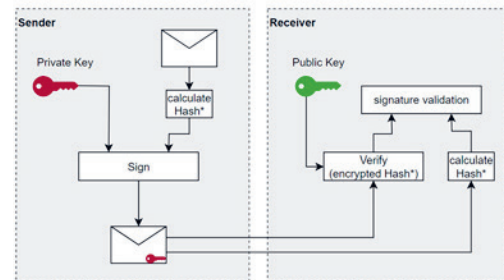 Sender
Private Key
calculate
Hash*
Sign
Receiver
Public Key
signature validation
Verify
(encrypted Hash*)
calculate
Hash*